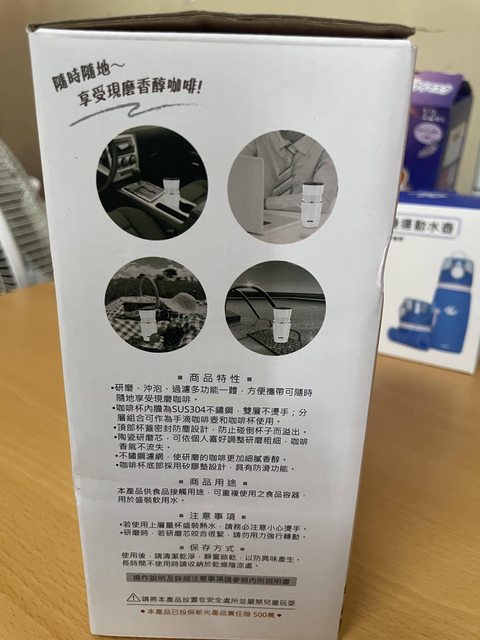 隨時隨地～
享受現磨香醇咖啡!
商品特性
•研磨、沖泡、過濾多功能一體，方便攜帶可隨時
隨地享受現磨咖啡。
•咖啡杯內膽為SUS304不鏽鋼，雙層不燙手；分
層組合可作為手滴咖啡壺和咖啡杯使用。
•頂部杯蓋密封防塵設計，防止碰倒杯子而溢出。
•陶瓷研磨芯，可依個人喜好調整研磨粗細，咖啡
香氣不流失。
•不鏽鋼濾網，使研磨的咖啡更加細膩香醇。
•咖啡杯底部採用矽膠墊設計，具有防滑功能。
商品用途
本產品供食品接觸用途，可重複使用之食品容器，
用於盛裝飲用水。
注意事項
•若使用上層量杯盛裝熱水，請務必注意小心燙手。
•研磨時，若研磨芯咬合很緊，請勿用力強行轉動。
保存方式
使用後，請清潔乾淨，靜置晾乾，以防異味產生。
長時間不使用時請收納於乾燥陰涼處。
操作說明及詳細注意事項請參照內附說明書
請將本產品放置在安全處所並嚴禁兒童玩耍
◆本產品已投保新光產品責任險 500萬
運動水壺